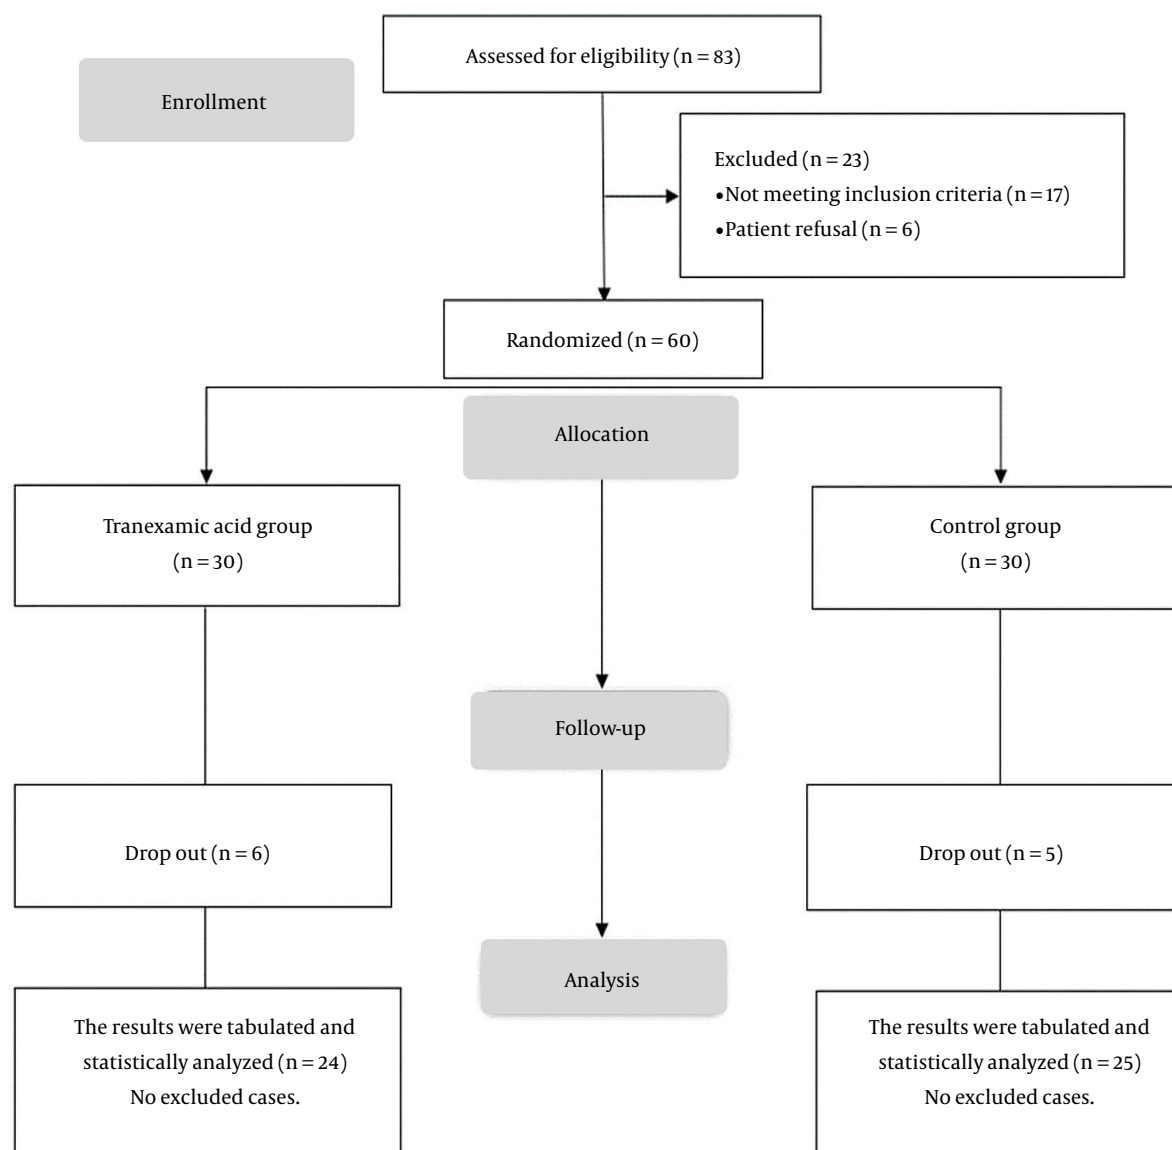 Assessed for eligibility (n = 83)
Enrollment
Excluded (n = 23)
•Not meeting inclusion criteria (n = 17)
•Patient refusal (n = 6)
Randomized (n = 60)
Allocation
Tranexamic acid group
(n = 30)
Control group
(n = 30)
Follow-up
Drop out (n = 6)
Drop out (n = 5)
Analysis
The results were tabulated and
statistically analyzed (n = 24)
No excluded cases.
The results were tabulated and
statistically analyzed (n = 25)
No excluded cases.